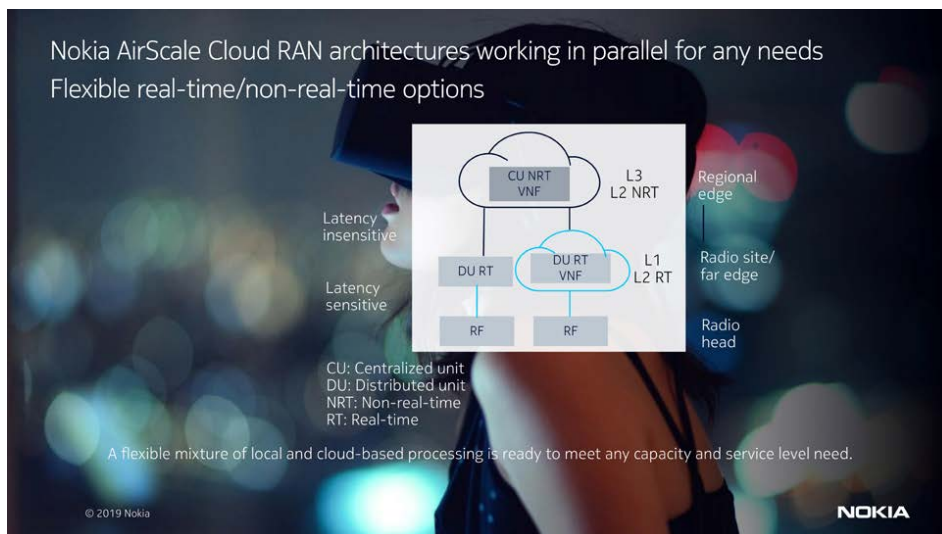 Nokia AirScale Cloud RAN architectures working in parallel for any needs
Flexible real-time/non-real-time options
CU NRT
VNF
L3
L2 NRT
Regional
edge
Latency
insensitive
DU RT
DU RT
VNF
L1
L2 RT
Radio site/
far edge
Latency
sensitive
RF
RF
Radio
head
CU: Centralized unit
DU: Distributed unit
NRT: Non-real-time
RT: Real-time
A flexible mixture of local and cloud-based processing is ready to meet any capacity and service level need.
© 2019 Nokia
NOKIA